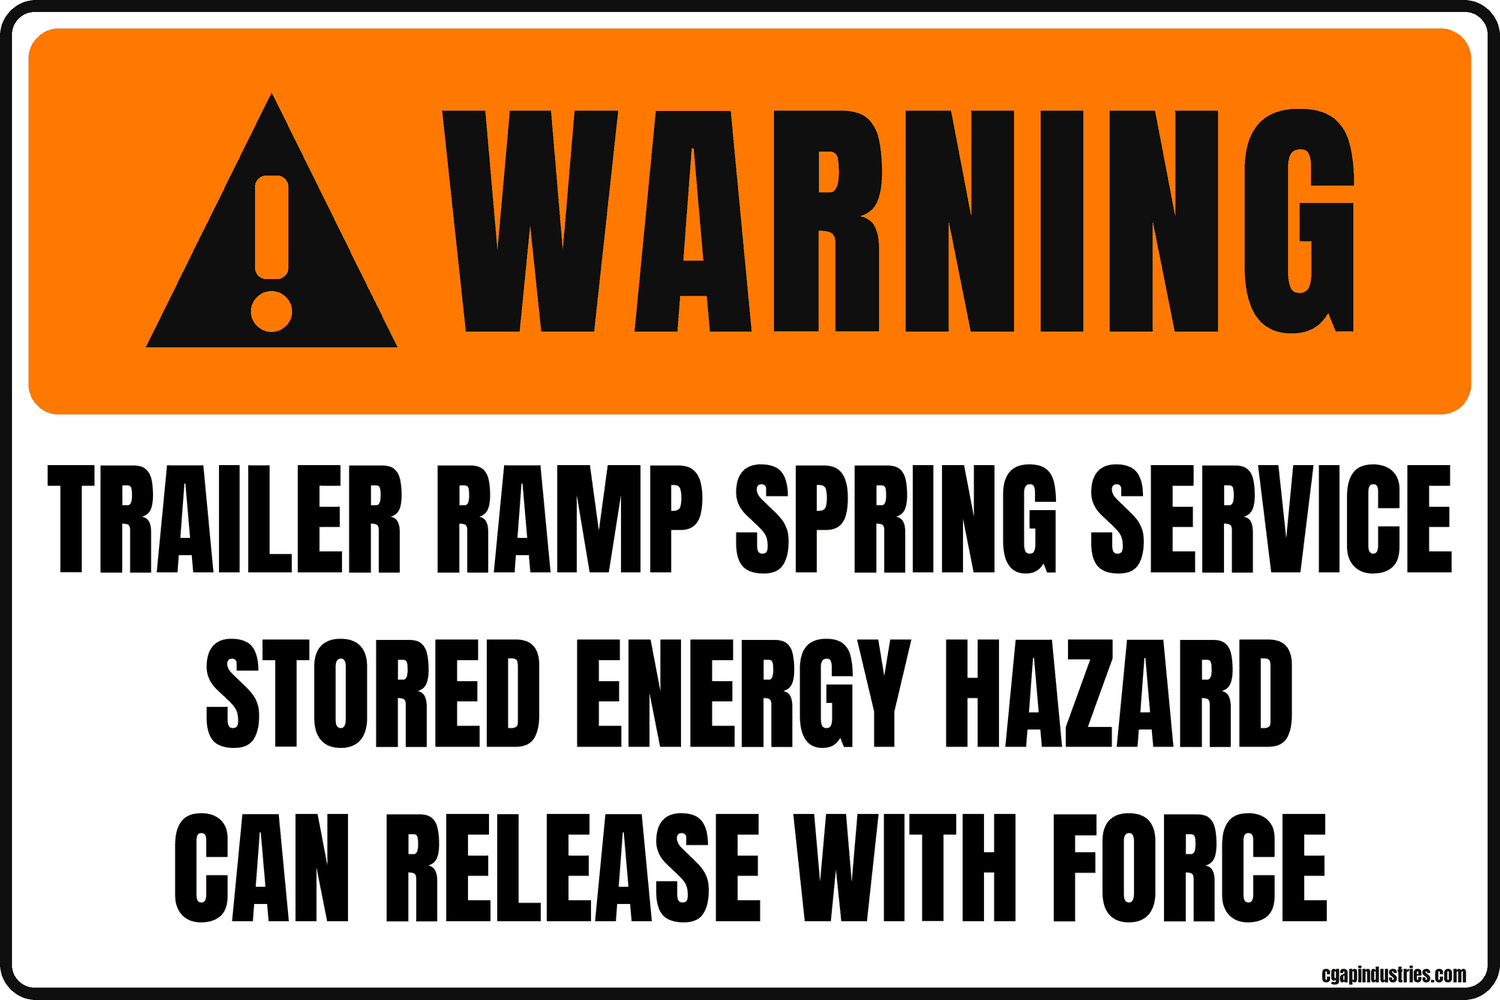 WARNING
TRAILER RAMP SPRING SERVICE
STORED ENERGY HAZARD
CAN RELEASE WITH FORCE
cgapindustries.com